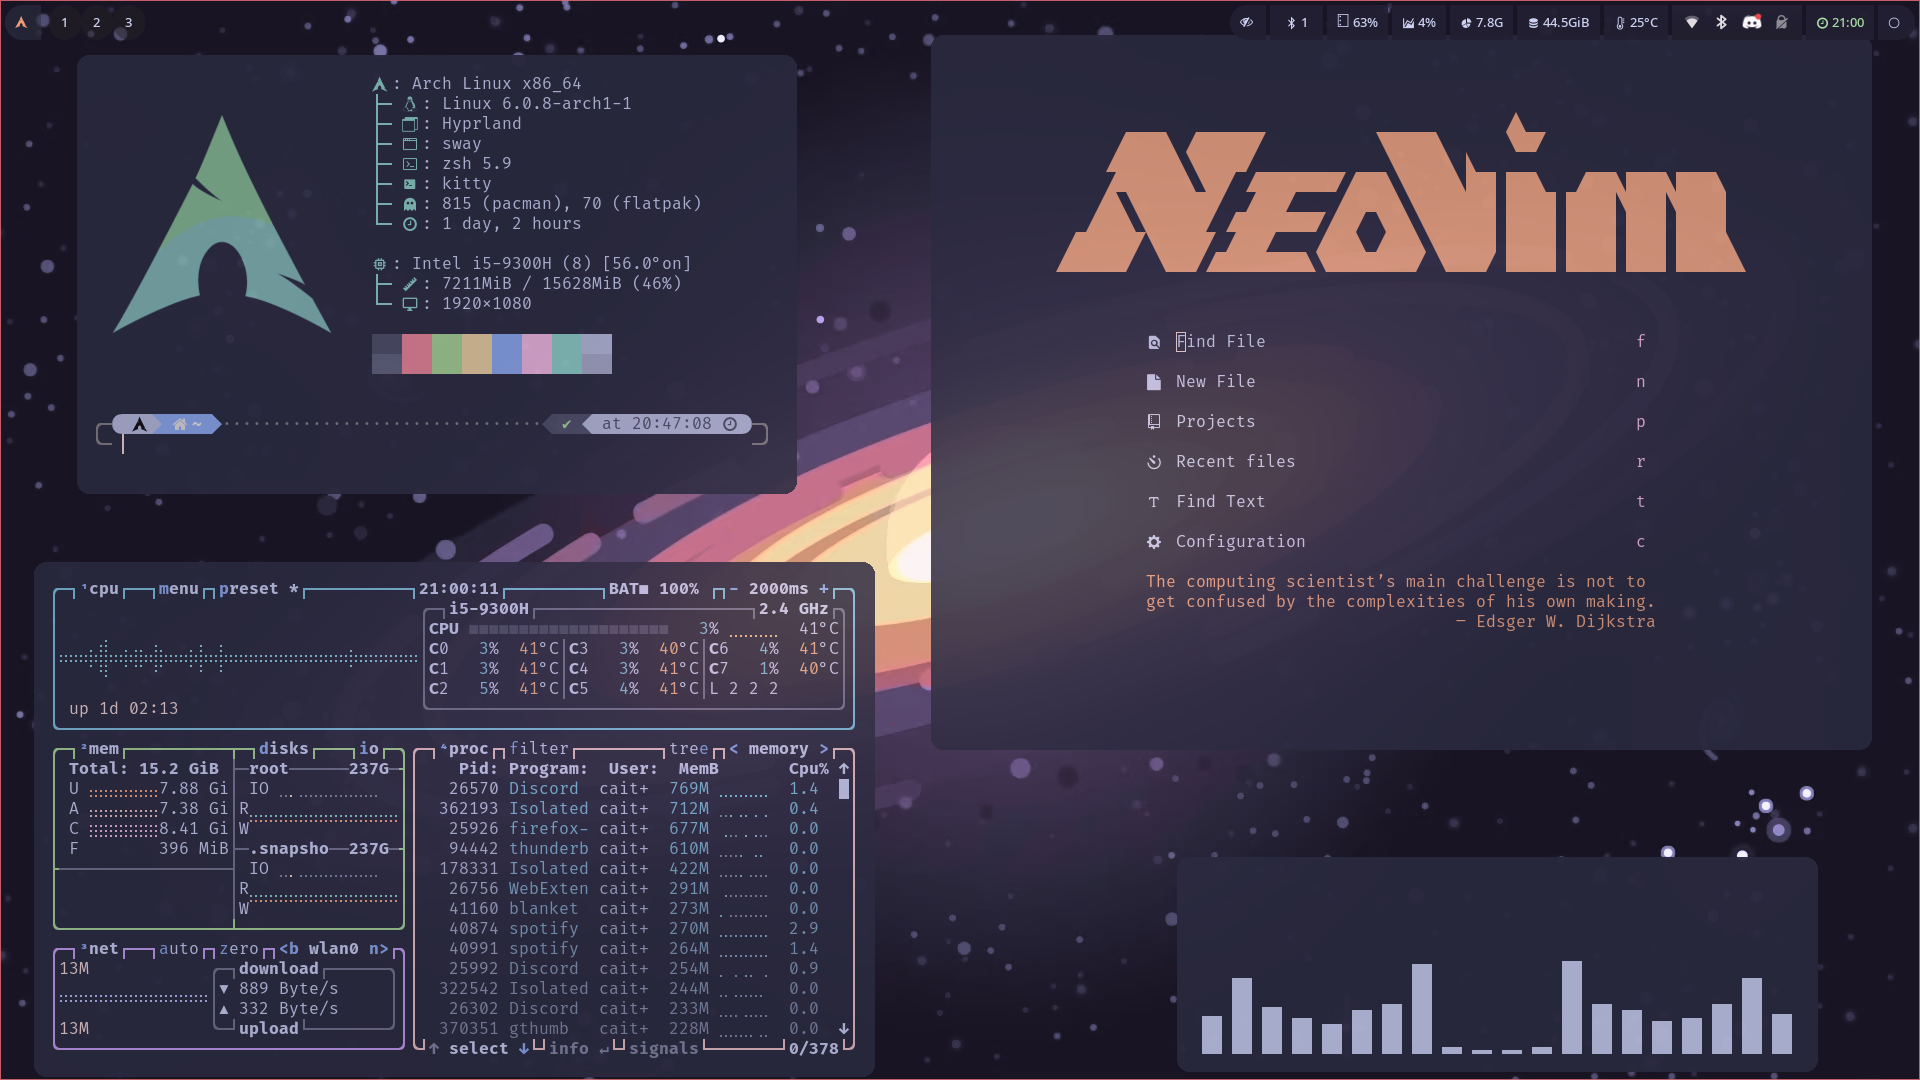 1 2 3
1 63% 4% 7.8G 44.5GiB 25°C 21:00
: Arch Linux x86_64
: Linux 6.0.8-arch1-1
: Hyprland
: sway
: zsh 5.9
: kitty
: 815 (pacman), 70 (flatpak)
: 1 day, 2 hours
: Intel i5-9300H (8) [56.0°on]
: 7211MiB / 15628MiB (46%)
: 1920×1080
~ ✔ at 20:47:08
NEOVIM
Find File f
New File n
Projects p
Recent files r
Find Text t
Configuration c
The computing scientist’s main challenge is not to
get confused by the complexities of his own making.
— Edsger W. Dijkstra
¹cpu menu preset * 21:00:11 BAT■ 100% - 2000ms +
i5-9300H 2.4 GHz
CPU 3% 41°C
C0 3% 41°C C3 3% 40°C C6 4% 41°C
C1 3% 41°C C4 3% 41°C C7 1% 40°C
C2 5% 41°C C5 4% 41°C L 2 2 2
up 1d 02:13
²mem disks io
Total: 15.2 GiB root 237G
U 7.88 Gi IO
A 7.38 Gi R
C 8.41 Gi W
F 396 MiB .snapsho 237G
IO
R
W
³net auto zero <b wlan0 n>
13M download
▼ 889 Byte/s
▲ 332 Byte/s
13M upload
⁴proc filter tree < memory >
Pid: Program: User: MemB Cpu% ↑
26570 Discord cait+ 769M 1.4
362193 Isolated cait+ 712M 0.4
25926 firefox- cait+ 677M 0.0
94442 thunderb cait+ 610M 0.0
178331 Isolated cait+ 422M 0.0
26756 WebExten cait+ 291M 0.0
41160 blanket cait+ 273M 0.0
40874 spotify cait+ 270M 2.9
40991 spotify cait+ 264M 1.4
25992 Discord cait+ 254M 0.9
322542 Isolated cait+ 244M 0.0
26302 Discord cait+ 233M 0.0
370351 gthumb cait+ 228M 0.0 ↓
↑ select ↓ info ↵ signals 0/378